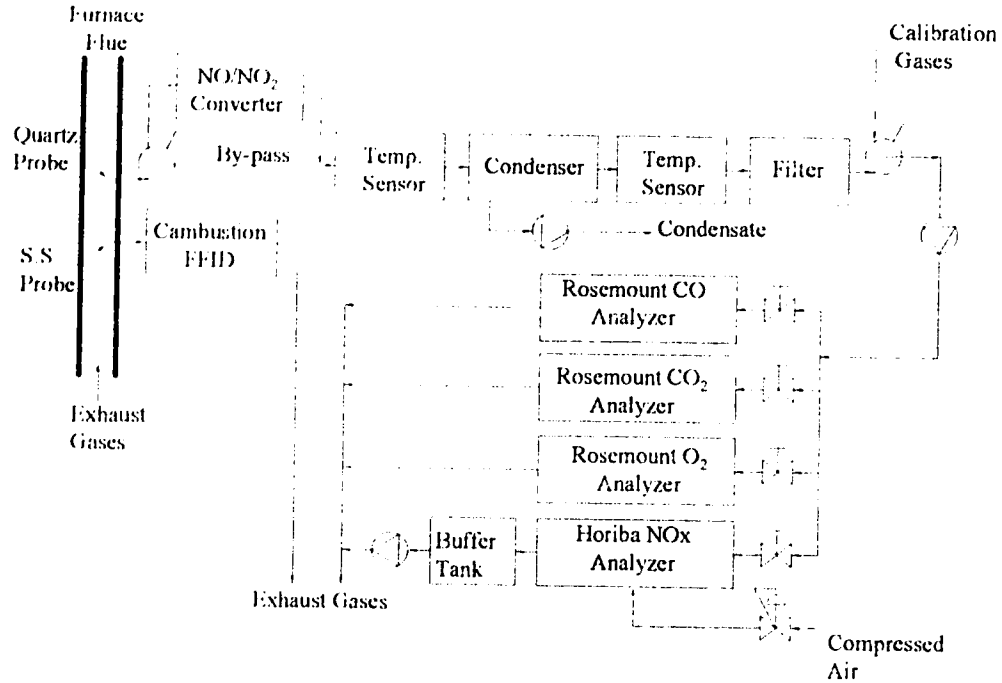 Furnace
Flue
NO/NO₂
Converter
Calibration
Gases
Quartz
Probe
By-pass
Temp.
Sensor
Condenser
Temp.
Sensor
Filter
S.S
Probe
Cambustion
FFID
Condensate
Rosemount CO
Analyzer
Rosemount CO₂
Analyzer
Exhaust
Gases
Rosemount O₂
Analyzer
Buffer
Tank
Horiba NOx
Analyzer
Exhaust Gases
Compressed
Air